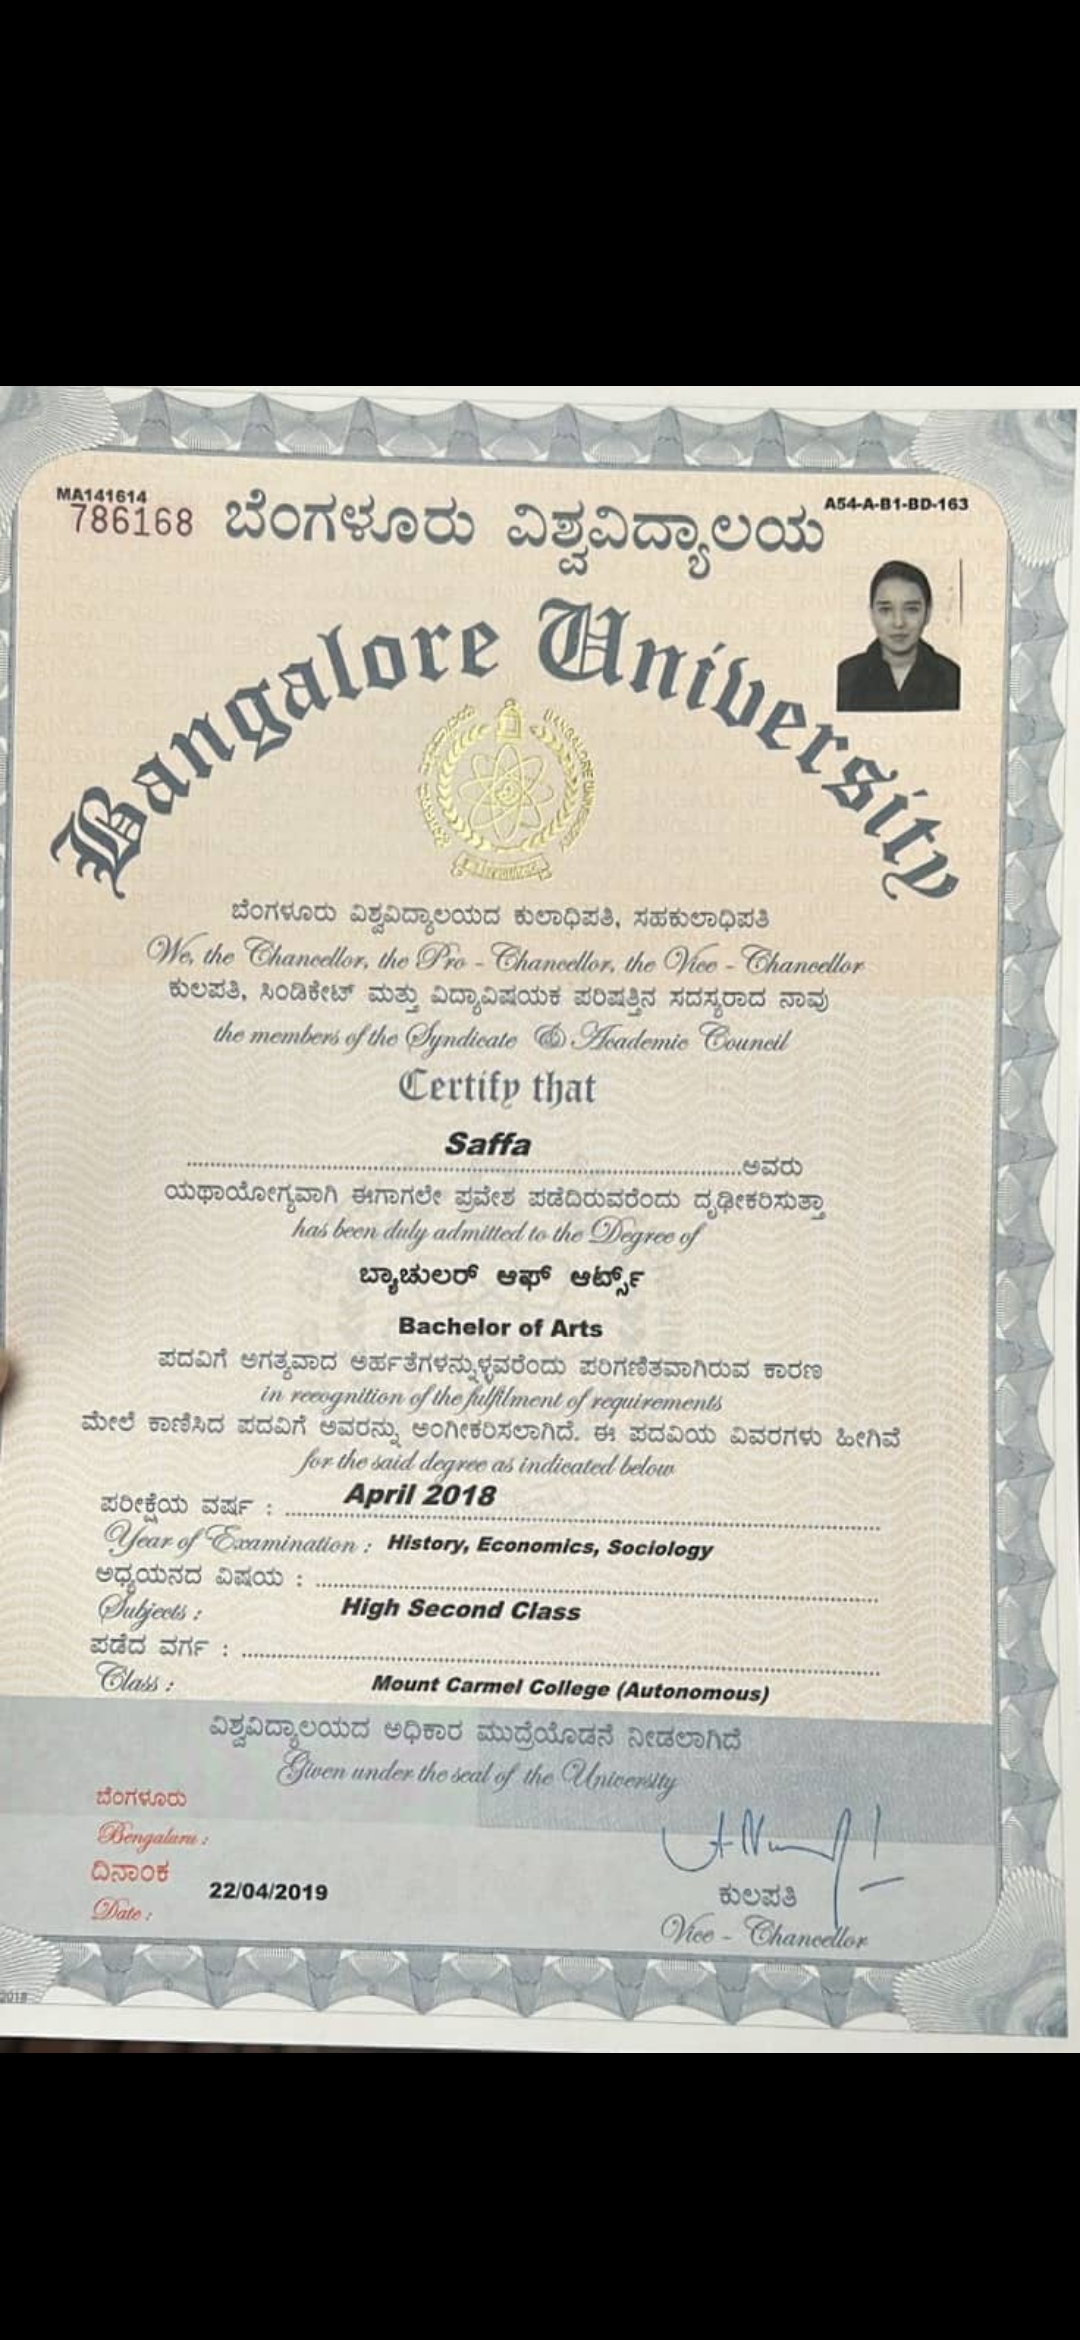 MA141614
786168
A54-A-B1-BD-163
ಬೆಂಗಳೂರು ವಿಶ್ವವಿದ್ಯಾಲಯ
Bangalore University
BANGALORE UNIVERSITY
ಬೆಂಗಳೂರು ವಿಶ್ವವಿದ್ಯಾಲಯದ ಕುಲಾಧಿಪತಿ, ಸಹಕುಲಾಧಿಪತಿ
We, the Chancellor, the Pro - Chancellor, the Vice - Chancellor
ಕುಲಪತಿ, ಸಿಂಡಿಕೇಟ್ ಮತ್ತು ವಿದ್ಯಾವಿಷಯಕ ಪರಿಷತ್ತಿನ ಸದಸ್ಯರಾದ ನಾವು
the members of the Syndicate & Academic Council
Certify that
Saffa
ಅವರು
ಯಥಾಯೋಗ್ಯವಾಗಿ ಈಗಾಗಲೇ ಪ್ರವೇಶ ಪಡೆದಿರುವರೆಂದು ದೃಢೀಕರಿಸುತ್ತಾ
has been duly admitted to the Degree of
ಬ್ಯಾಚುಲರ್ ಆಫ್ ಆರ್ಟ್ಸ್
Bachelor of Arts
ಪದವಿಗೆ ಅಗತ್ಯವಾದ ಅರ್ಹತೆಗಳನ್ನುಳ್ಳವರೆಂದು ಪರಿಗಣಿತವಾಗಿರುವ ಕಾರಣ
in recognition of the fulfilment of requirements
ಮೇಲೆ ಕಾಣಿಸಿದ ಪದವಿಗೆ ಅವರನ್ನು ಅಂಗೀಕರಿಸಲಾಗಿದೆ. ಈ ಪದವಿಯ ವಿವರಗಳು ಹೀಗಿವೆ
for the said degree as indicated below
ಪರೀಕ್ಷೆಯ ವರ್ಷ : April 2018
Year of Examination : History, Economics, Sociology
ಅಧ್ಯಯನದ ವಿಷಯ :
Subjects : High Second Class
ಪಡೆದ ವರ್ಗ :
Class : Mount Carmel College (Autonomous)
ವಿಶ್ವವಿದ್ಯಾಲಯದ ಅಧಿಕಾರ ಮುದ್ರೆಯೊಡನೆ ನೀಡಲಾಗಿದೆ
Given under the seal of the University
ಬೆಂಗಳೂರು
Bengaluru :
ದಿನಾಂಕ
Date : 22/04/2019
ಕುಲಪತಿ
Vice - Chancellor
2018